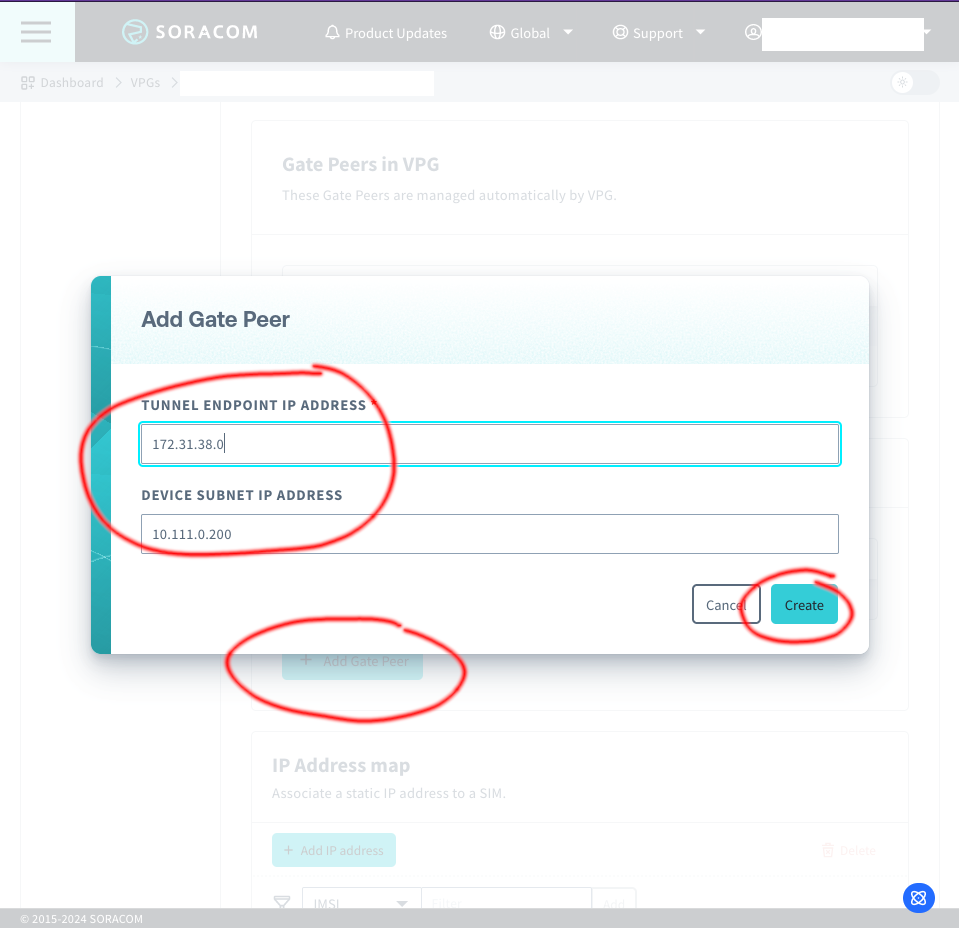 SORACOM
Product Updates
Global
Support
Dashboard
VPGs
Gate Peers in VPG
These Gate Peers are managed automatically by VPG.
Add Gate Peer
TUNNEL ENDPOINT IP ADDRESS *
172.31.38.0
DEVICE SUBNET IP ADDRESS
10.111.0.200
Cancel
Create
+ Add Gate Peer
IP Address map
Associate a static IP address to a SIM.
+ Add IP address
Delete
IMSI
Filter
Add
© 2015-2024 SORACOM